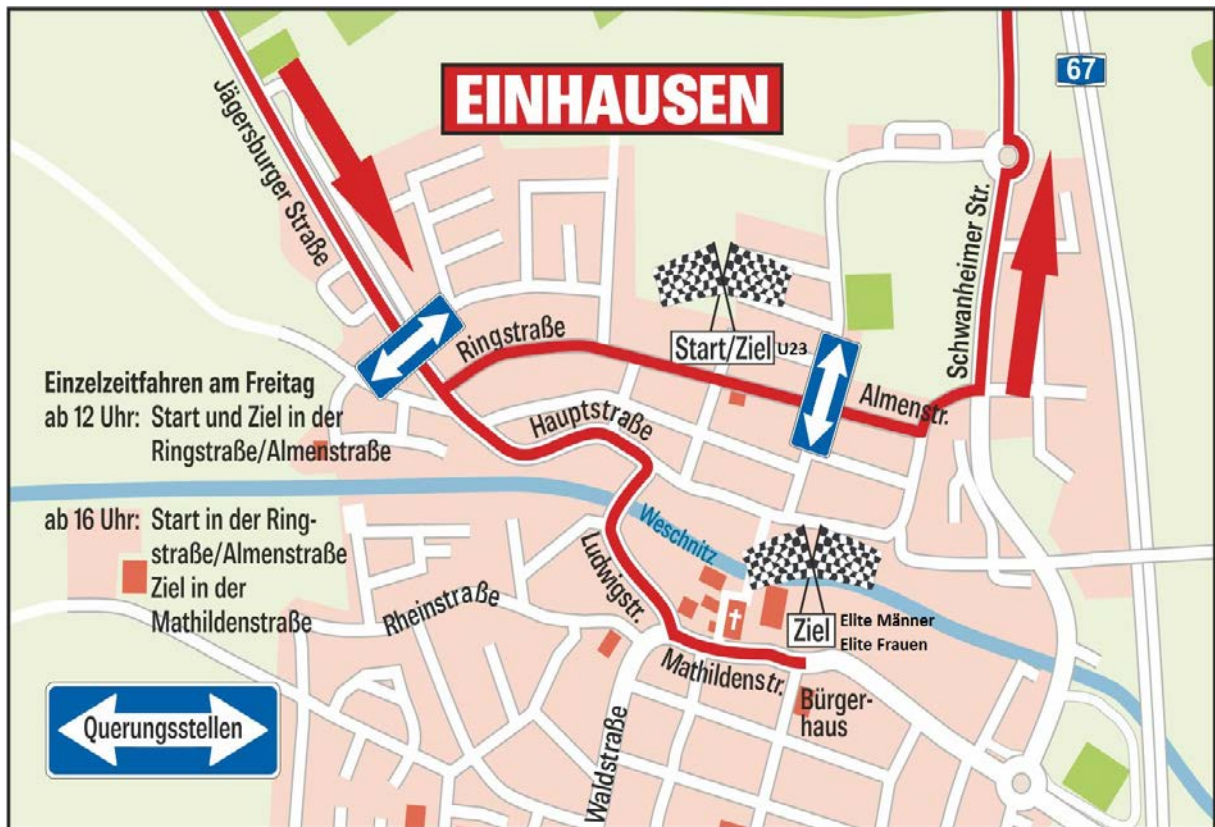 EINHAUSEN
67
Jägersburger Straße
Schwanheimer Str.
Ringstraße
Start/Ziel U23
Almenstr.
Hauptstraße
Einzelzeitfahren am Freitag
ab 12 Uhr: Start und Ziel in der
Ringstraße/Almenstraße
ab 16 Uhr: Start in der Ring-
straße/Almenstraße
Ziel in der
Mathildenstraße
Weschnitz
Ludwigstr.
Rheinstraße
Ziel
Elite Männer
Elite Frauen
Mathildenstr.
Bürger-
haus
Waldstraße
Querungsstellen